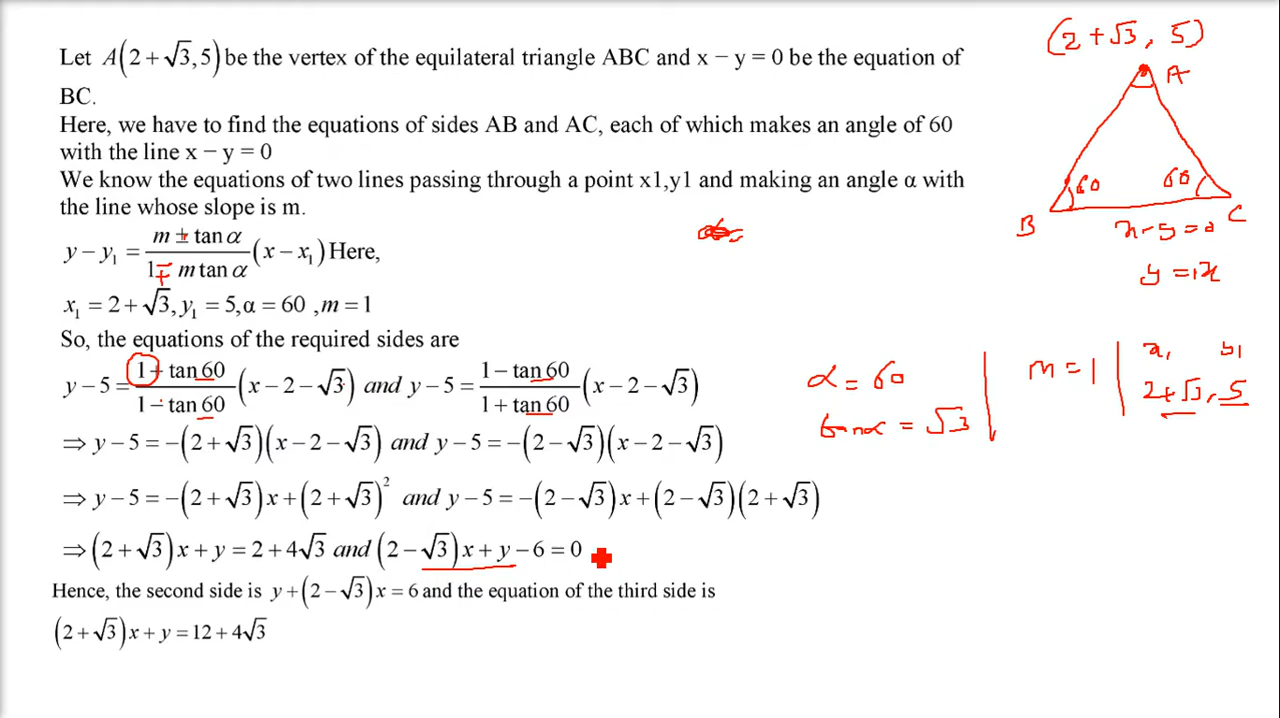 Let A(2 + √3, 5) be the vertex of the equilateral triangle ABC and x − y = 0 be the equation of
BC.
Here, we have to find the equations of sides AB and AC, each of which makes an angle of 60
with the line x − y = 0
We know the equations of two lines passing through a point x1,y1 and making an angle α with
the line whose slope is m.
y − y₁ = (m ± tan α)/(1 ∓ m tan α) (x − x₁) Here,
x₁ = 2 + √3, y₁ = 5, α = 60 , m = 1
So, the equations of the required sides are
y − 5 = (1 + tan 60)/(1 − tan 60) (x − 2 − √3) and y − 5 = (1 − tan 60)/(1 + tan 60) (x − 2 − √3)
⇒ y − 5 = −(2 + √3)(x − 2 − √3) and y − 5 = −(2 − √3)(x − 2 − √3)
⇒ y − 5 = −(2 + √3)x + (2 + √3)² and y − 5 = −(2 − √3)x + (2 − √3)(2 + √3)
⇒ (2 + √3)x + y = 2 + 4√3 and (2 − √3)x + y − 6 = 0
Hence, the second side is y + (2 − √3)x = 6 and the equation of the third side is
(2 + √3)x + y = 12 + 4√3
(2 + √3, 5)
A
60 60
B C
x − y = 0
y = 1x
α = 60
tan α = √3
m = 1
x₁ y₁
2 + √3, 5